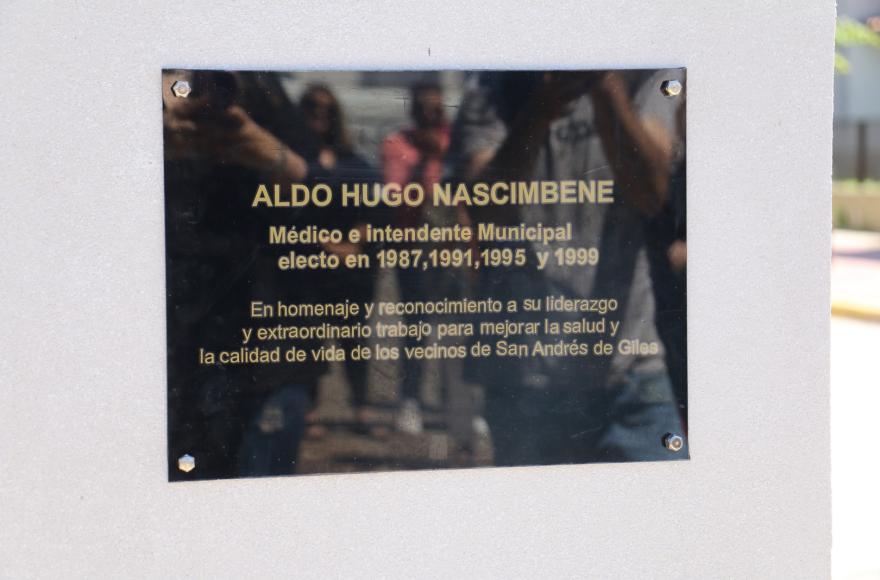 ALDO HUGO NASCIMBENE
Médico e intendente Municipal
electo en 1987,1991,1995 y 1999
En homenaje y reconocimiento a su liderazgo
y extraordinario trabajo para mejorar la salud y
la calidad de vida de los vecinos de San Andrés de Giles